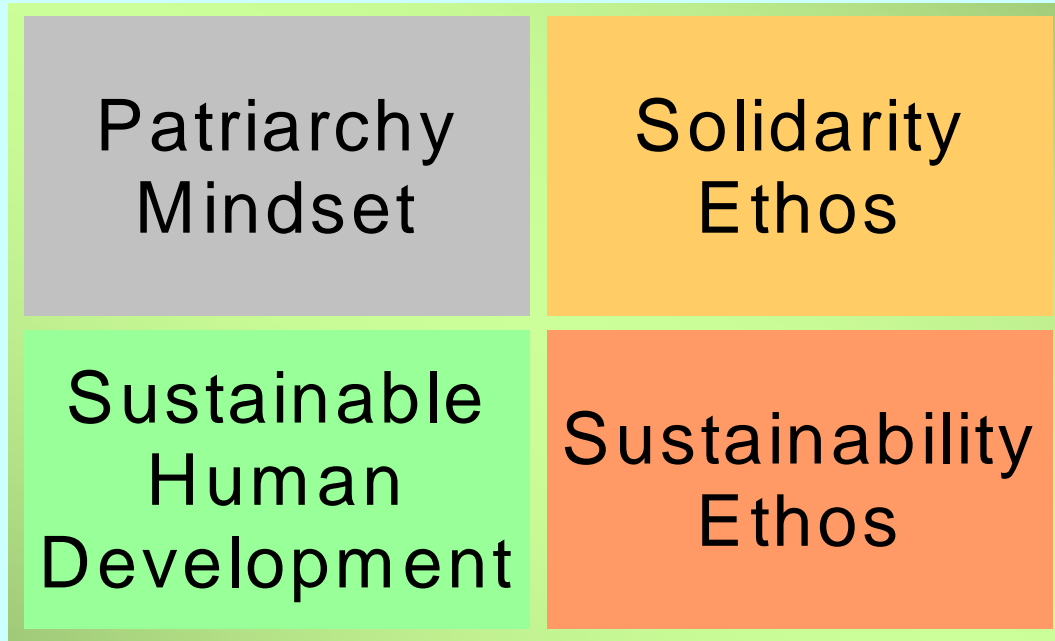 Patriarchy
Mindset
Solidarity
Ethos
Sustainable
Human
Development
Sustainability
Ethos